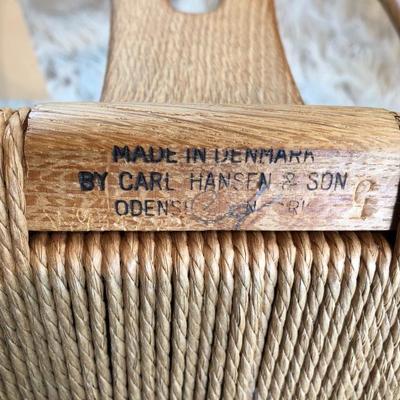 MADE IN DENMARK
BY CARL HANSEN & SON